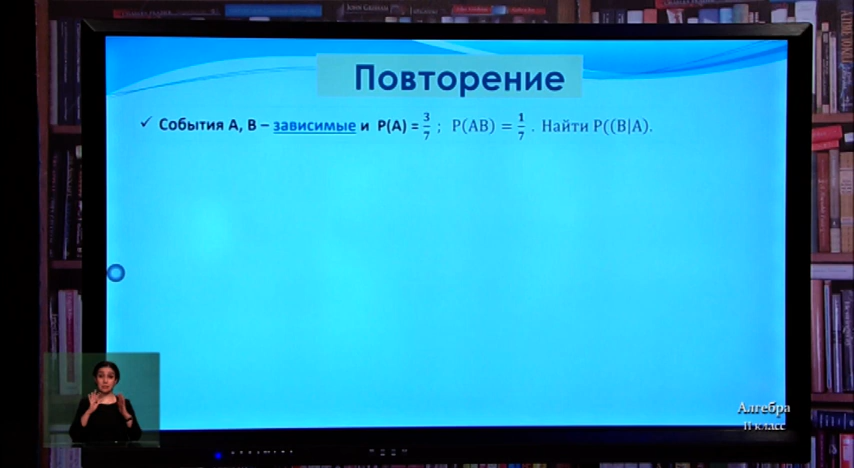 Повторение
✓ События A, B – зависимые и P(A) = 3/7 ; P(AB) = 1/7 . Найти P((B|A).
Алгебра
11 класс